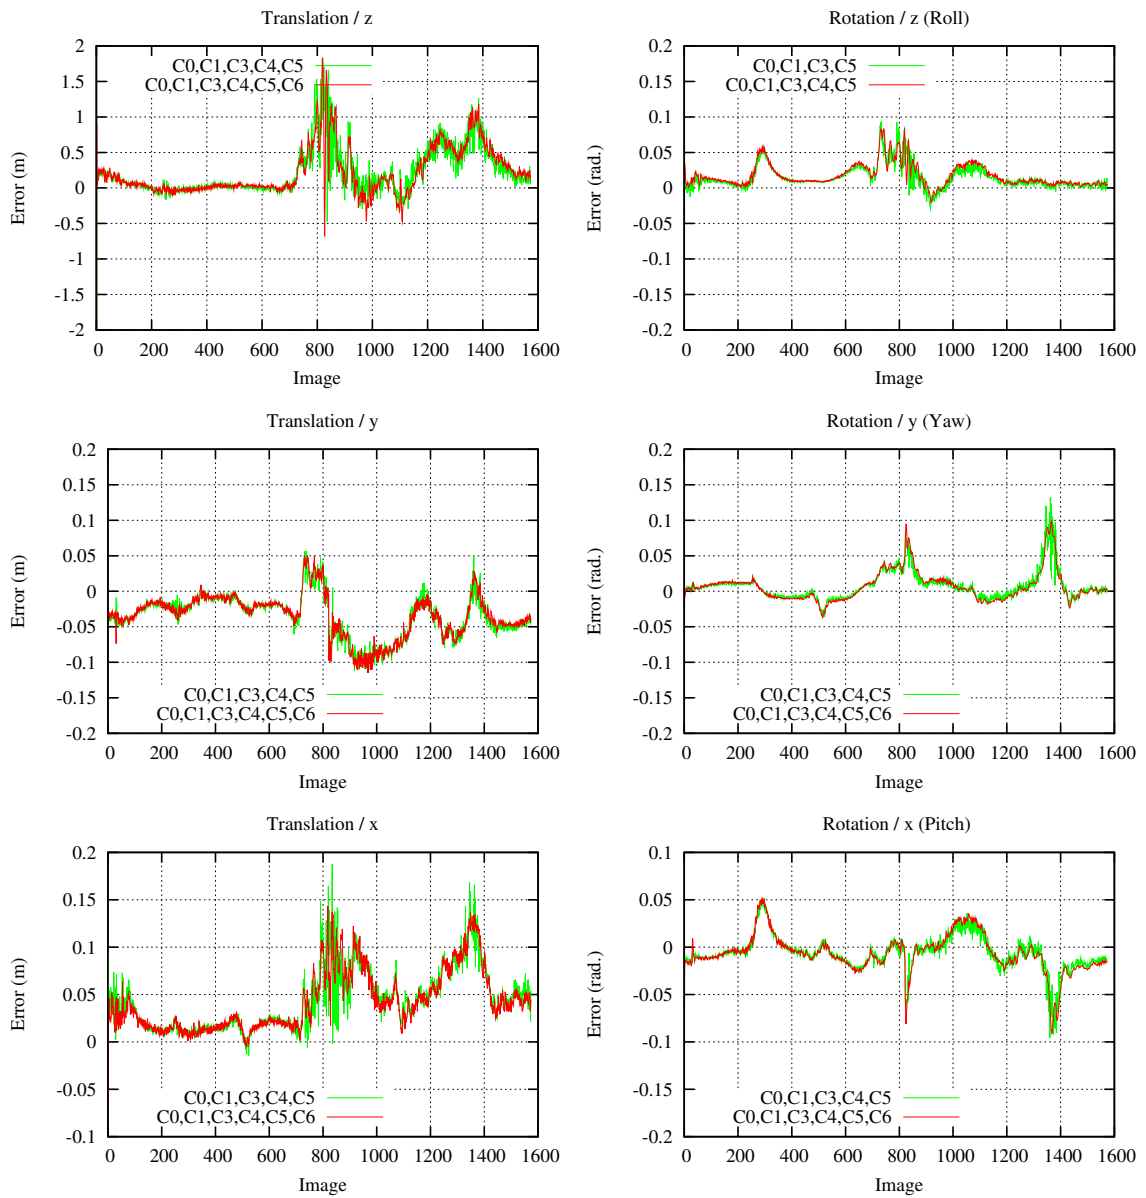 Translation / z
2
1.5
1
0.5
0
-0.5
-1
-1.5
-2
0 200 400 600 800 1000 1200 1400 1600
Error (m)
Image
C0,C1,C3,C4,C5
C0,C1,C3,C4,C5,C6
Rotation / z (Roll)
0.2
0.15
0.1
0.05
0
-0.05
-0.1
-0.15
-0.2
0 200 400 600 800 1000 1200 1400 1600
Error (rad.)
Image
C0,C1,C3,C5
C0,C1,C3,C4,C5
Translation / y
0.2
0.15
0.1
0.05
0
-0.05
-0.1
-0.15
-0.2
0 200 400 600 800 1000 1200 1400 1600
Error (m)
Image
C0,C1,C3,C4,C5
C0,C1,C3,C4,C5,C6
Rotation / y (Yaw)
0.2
0.15
0.1
0.05
0
-0.05
-0.1
-0.15
-0.2
0 200 400 600 800 1000 1200 1400 1600
Error (rad.)
Image
C0,C1,C3,C4,C5
C0,C1,C3,C4,C5,C6
Translation / x
0.2
0.15
0.1
0.05
0
-0.05
-0.1
0 200 400 600 800 1000 1200 1400 1600
Error (m)
Image
C0,C1,C3,C4,C5
C0,C1,C3,C4,C5,C6
Rotation / x (Pitch)
0.1
0.05
0
-0.05
-0.1
-0.15
-0.2
0 200 400 600 800 1000 1200 1400 1600
Error (rad.)
Image
C0,C1,C3,C4,C5
C0,C1,C3,C4,C5,C6